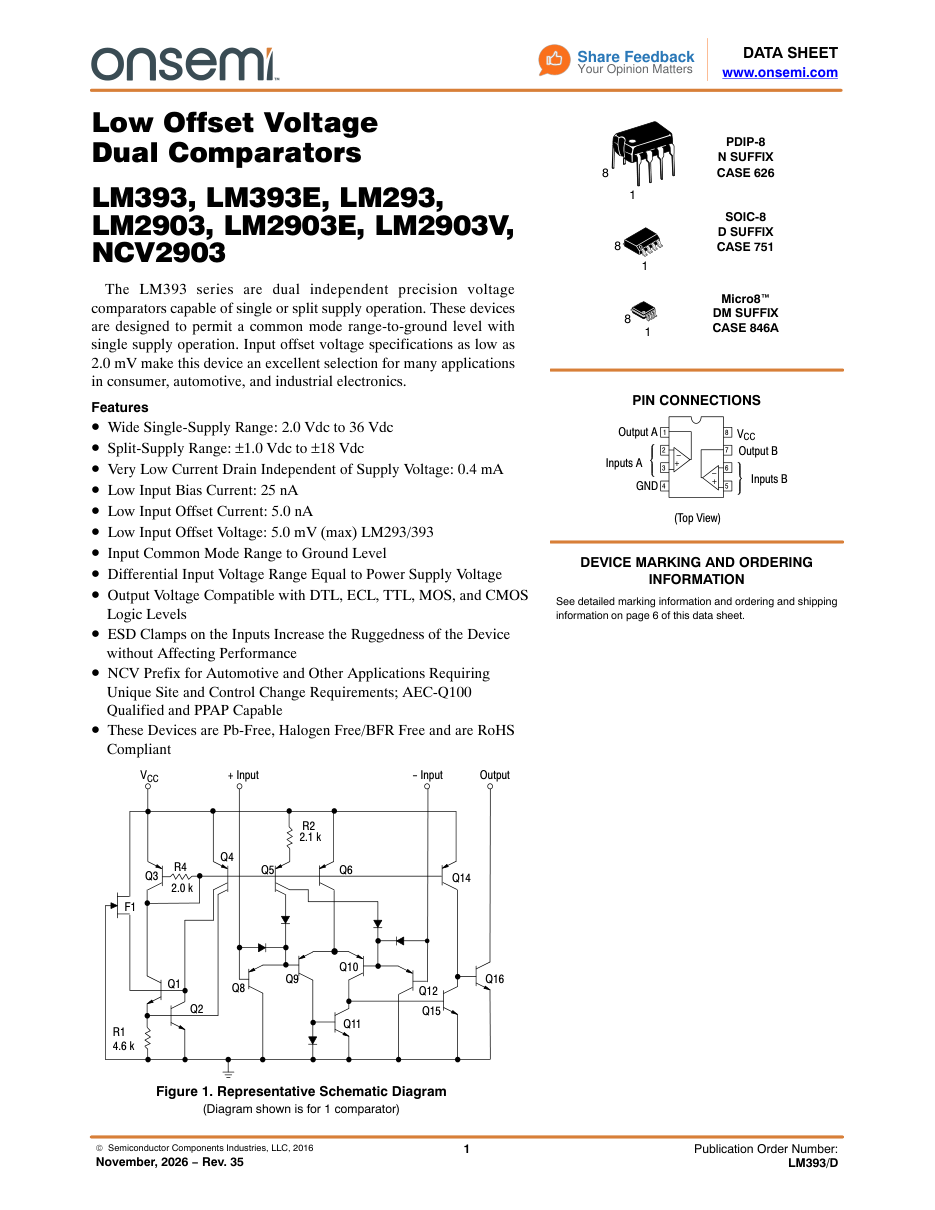 onsemi™
Share Feedback
Your Opinion Matters
DATA SHEET
www.onsemi.com
Low Offset Voltage
Dual Comparators
LM393, LM393E, LM293,
LM2903, LM2903E, LM2903V,
NCV2903
The LM393 series are dual independent precision voltage
comparators capable of single or split supply operation. These devices
are designed to permit a common mode range-to-ground level with
single supply operation. Input offset voltage specifications as low as
2.0 mV make this device an excellent selection for many applications
in consumer, automotive, and industrial electronics.
Features
• Wide Single-Supply Range: 2.0 Vdc to 36 Vdc
• Split-Supply Range: ±1.0 Vdc to ±18 Vdc
• Very Low Current Drain Independent of Supply Voltage: 0.4 mA
• Low Input Bias Current: 25 nA
• Low Input Offset Current: 5.0 nA
• Low Input Offset Voltage: 5.0 mV (max) LM293/393
• Input Common Mode Range to Ground Level
• Differential Input Voltage Range Equal to Power Supply Voltage
• Output Voltage Compatible with DTL, ECL, TTL, MOS, and CMOS
Logic Levels
• ESD Clamps on the Inputs Increase the Ruggedness of the Device
without Affecting Performance
• NCV Prefix for Automotive and Other Applications Requiring
Unique Site and Control Change Requirements; AEC-Q100
Qualified and PPAP Capable
• These Devices are Pb-Free, Halogen Free/BFR Free and are RoHS
Compliant
VCC
+ Input
− Input
Output
R2
2.1 k
Q3
R4
2.0 k
Q4
Q5
Q6
Q14
F1
Q1
Q2
Q8
Q9
Q10
Q12
Q16
Q15
Q11
R1
4.6 k
Figure 1. Representative Schematic Diagram
(Diagram shown is for 1 comparator)
8
1
PDIP-8
N SUFFIX
CASE 626
8
1
SOIC-8
D SUFFIX
CASE 751
8
1
Micro8™
DM SUFFIX
CASE 846A
PIN CONNECTIONS
Output A 1
8 VCC
2
7 Output B
Inputs A
−
+
3
6
−
+
Inputs B
GND 4
5
(Top View)
DEVICE MARKING AND ORDERING
INFORMATION
See detailed marking information and ordering and shipping
information on page 6 of this data sheet.
© Semiconductor Components Industries, LLC, 2016
November, 2026 − Rev. 35
1
Publication Order Number:
LM393/D